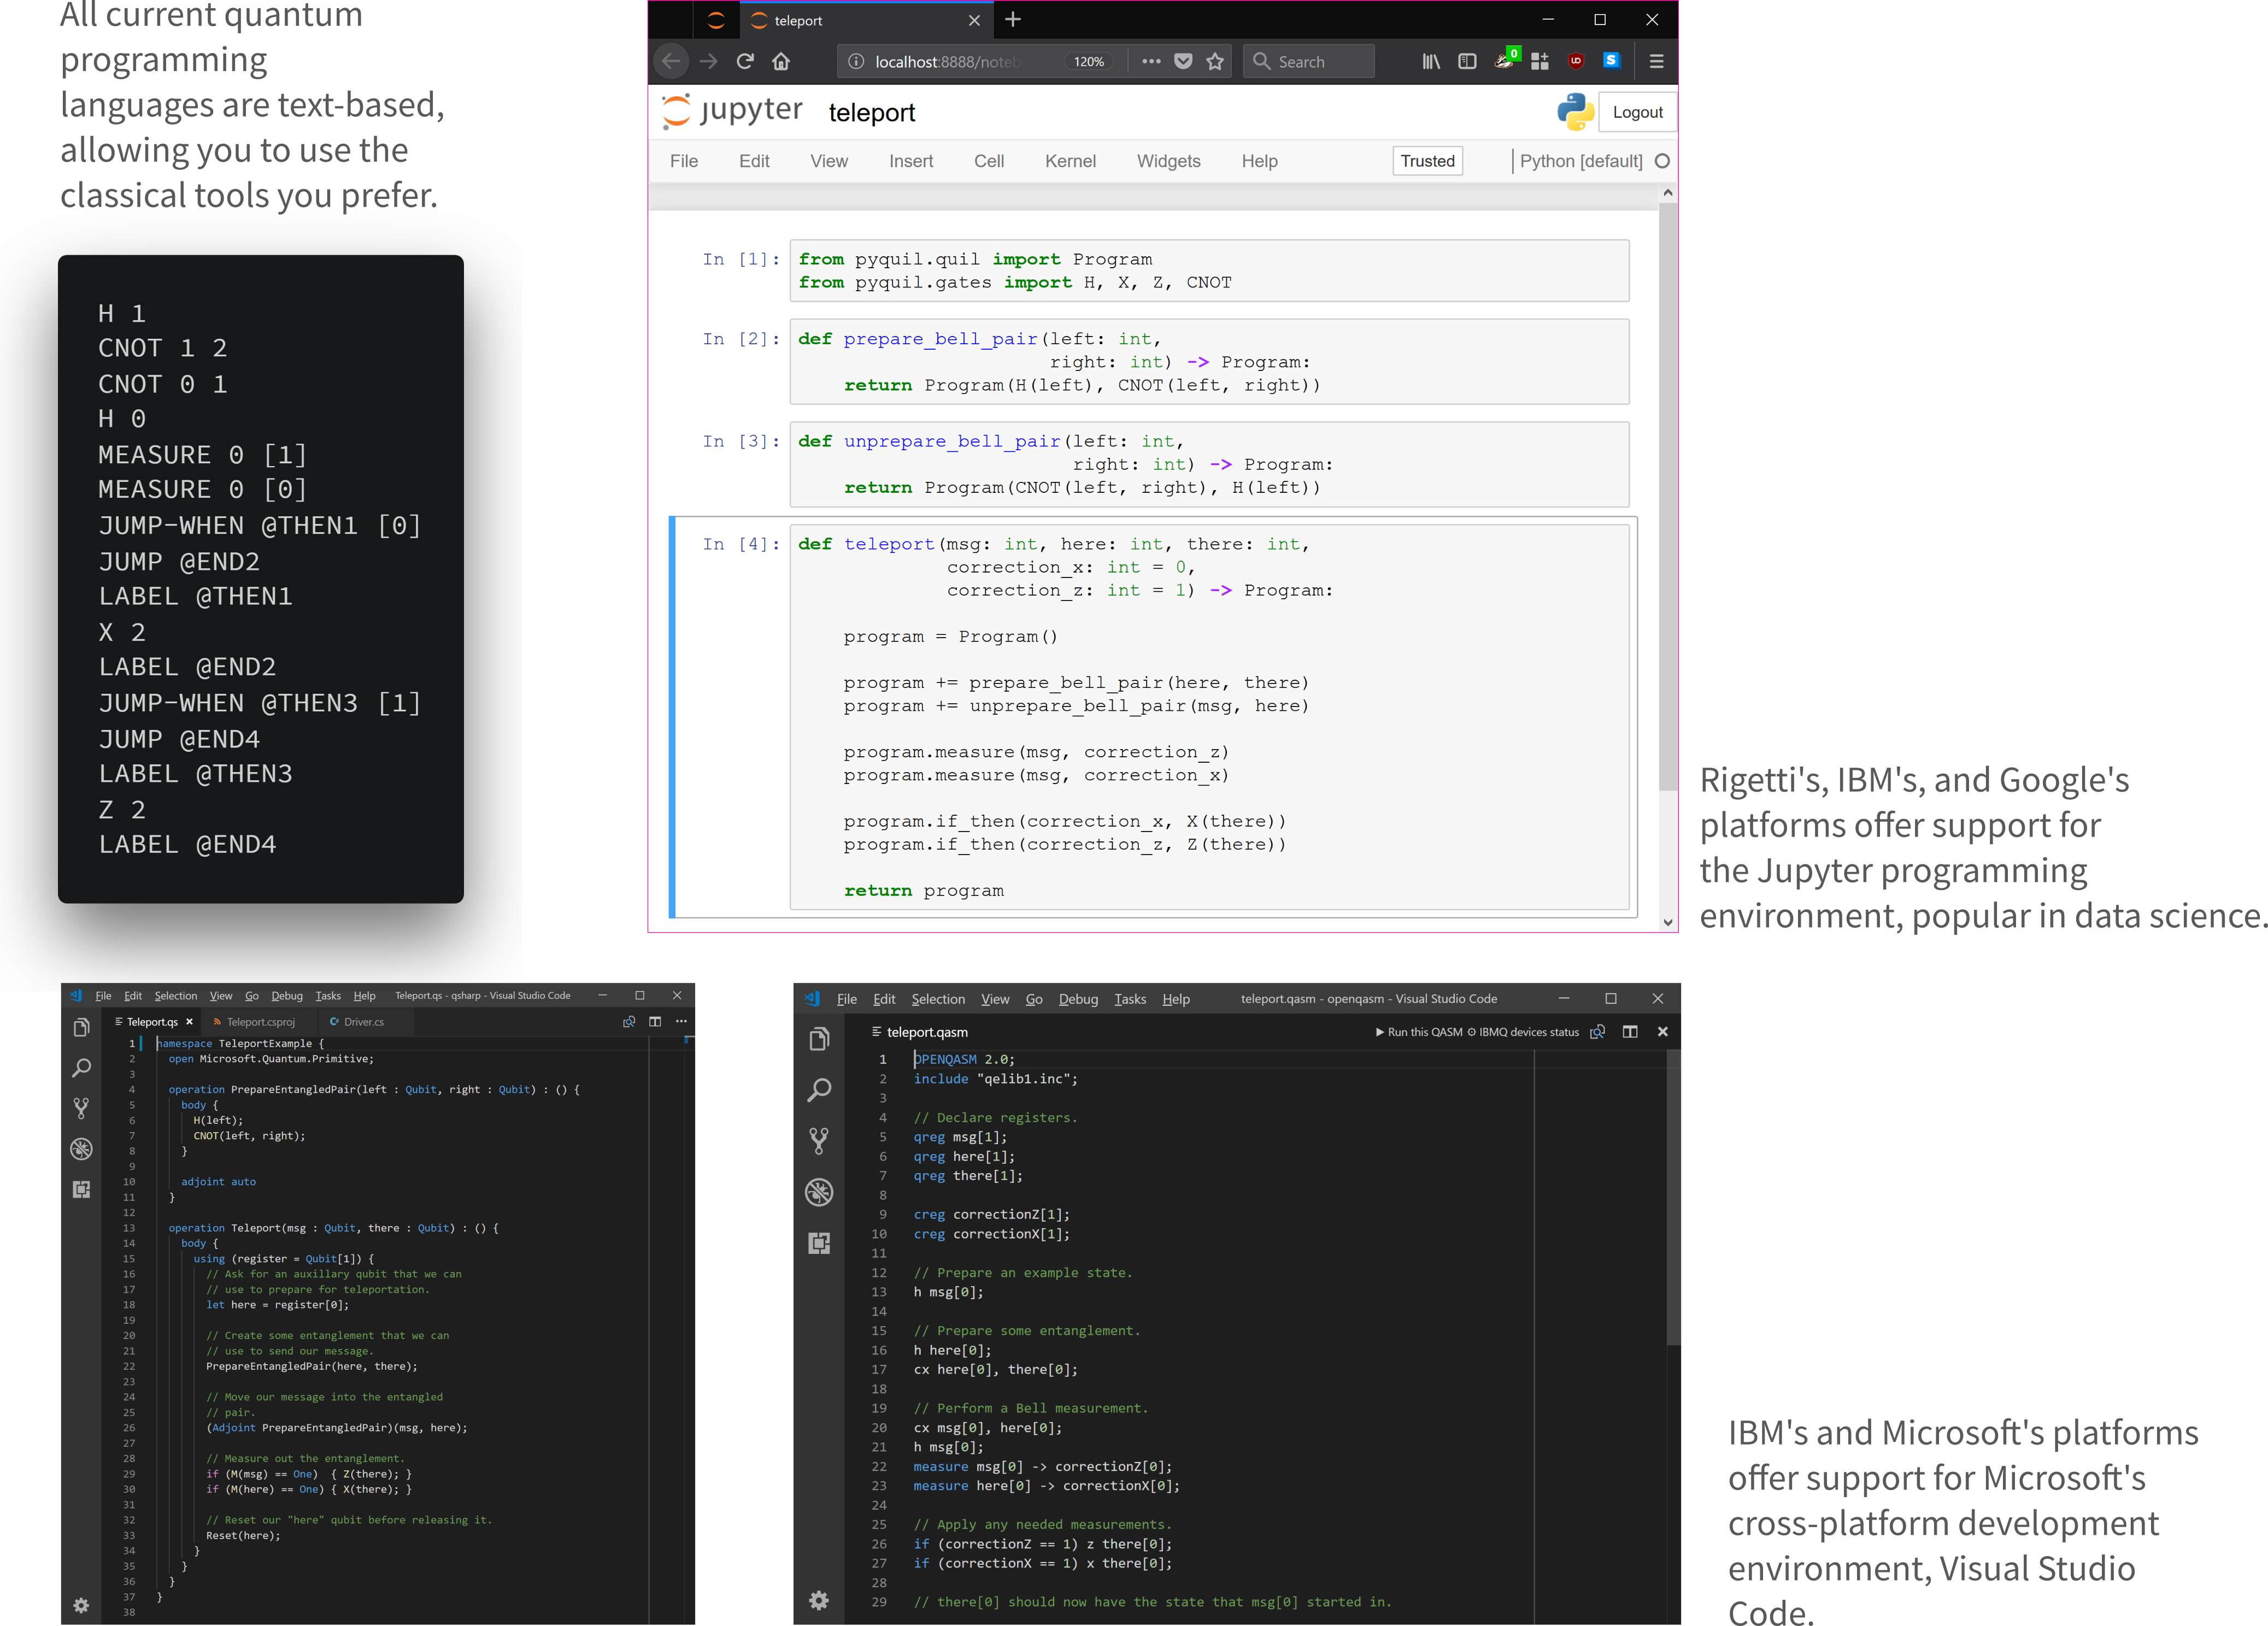 All current quantum
programming
languages are text-based,
allowing you to use the
classical tools you prefer.
H 1
CNOT 1 2
CNOT 0 1
H 0
MEASURE 0 [1]
MEASURE 0 [0]
JUMP-WHEN @THEN1 [0]
JUMP @END2
LABEL @THEN1
X 2
LABEL @END2
JUMP-WHEN @THEN3 [1]
JUMP @END4
LABEL @THEN3
Z 2
LABEL @END4
teleport
localhost:8888/noteb 120% Search 0
jupyter teleport Logout
File Edit View Insert Cell Kernel Widgets Help Trusted Python [default]
In [1]: from pyquil.quil import Program
from pyquil.gates import H, X, Z, CNOT
In [2]: def prepare_bell_pair(left: int,
right: int) -> Program:
return Program(H(left), CNOT(left, right))
In [3]: def unprepare_bell_pair(left: int,
right: int) -> Program:
return Program(CNOT(left, right), H(left))
In [4]: def teleport(msg: int, here: int, there: int,
correction_x: int = 0,
correction_z: int = 1) -> Program:
program = Program()
program += prepare_bell_pair(here, there)
program += unprepare_bell_pair(msg, here)
program.measure(msg, correction_z)
program.measure(msg, correction_x)
program.if_then(correction_x, X(there))
program.if_then(correction_z, Z(there))
return program
Rigetti's, IBM's, and Google's
platforms offer support for
the Jupyter programming
environment, popular in data science.
File Edit Selection View Go Debug Tasks Help Teleport.qs - qsharp - Visual Studio Code
Teleport.qs Teleport.csproj Driver.cs
1 namespace TeleportExample {
2 open Microsoft.Quantum.Primitive;
3
4 operation PrepareEntangledPair(left : Qubit, right : Qubit) : () {
5 body {
6 H(left);
7 CNOT(left, right);
8 }
9
10 adjoint auto
11 }
12
13 operation Teleport(msg : Qubit, there : Qubit) : () {
14 body {
15 using (register = Qubit[1]) {
16 // Ask for an auxillary qubit that we can
17 // use to prepare for teleportation.
18 let here = register[0];
19
20 // Create some entanglement that we can
21 // use to send our message.
22 PrepareEntangledPair(here, there);
23
24 // Move our message into the entangled
25 // pair.
26 (Adjoint PrepareEntangledPair)(msg, here);
27
28 // Measure out the entanglement.
29 if (M(msg) == One) { Z(there); }
30 if (M(here) == One) { X(there); }
31
32 // Reset our "here" qubit before releasing it.
33 Reset(here);
34 }
35 }
36 }
37 }
38
File Edit Selection View Go Debug Tasks Help teleport.qasm - openqasm - Visual Studio Code
teleport.qasm Run this QASM IBMQ devices status
1 OPENQASM 2.0;
2 include "qelib1.inc";
3
4 // Declare registers.
5 qreg msg[1];
6 qreg here[1];
7 qreg there[1];
8
9 creg correctionZ[1];
10 creg correctionX[1];
11
12 // Prepare an example state.
13 h msg[0];
14
15 // Prepare some entanglement.
16 h here[0];
17 cx here[0], there[0];
18
19 // Perform a Bell measurement.
20 cx msg[0], here[0];
21 h msg[0];
22 measure msg[0] -> correctionZ[0];
23 measure here[0] -> correctionX[0];
24
25 // Apply any needed measurements.
26 if (correctionZ == 1) z there[0];
27 if (correctionX == 1) x there[0];
28
29 // there[0] should now have the state that msg[0] started in.
IBM's and Microsoft's platforms
offer support for Microsoft's
cross-platform development
environment, Visual Studio
Code.